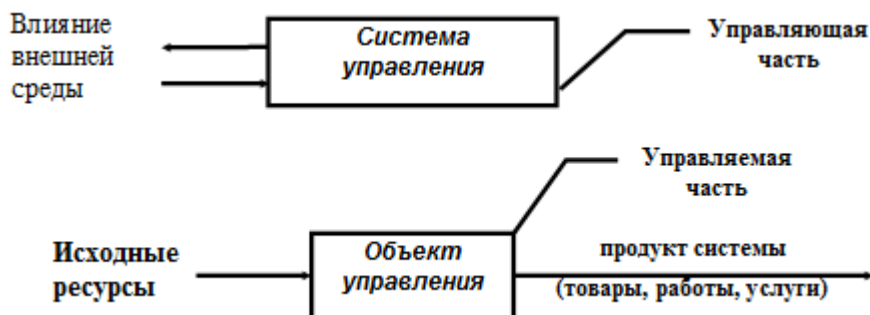 Влияние
внешней
среды
Система
управления
Управляющая
часть
Управляемая
часть
Исходные
ресурсы
Объект
управления
продукт системы
(товары, работы, услуги)